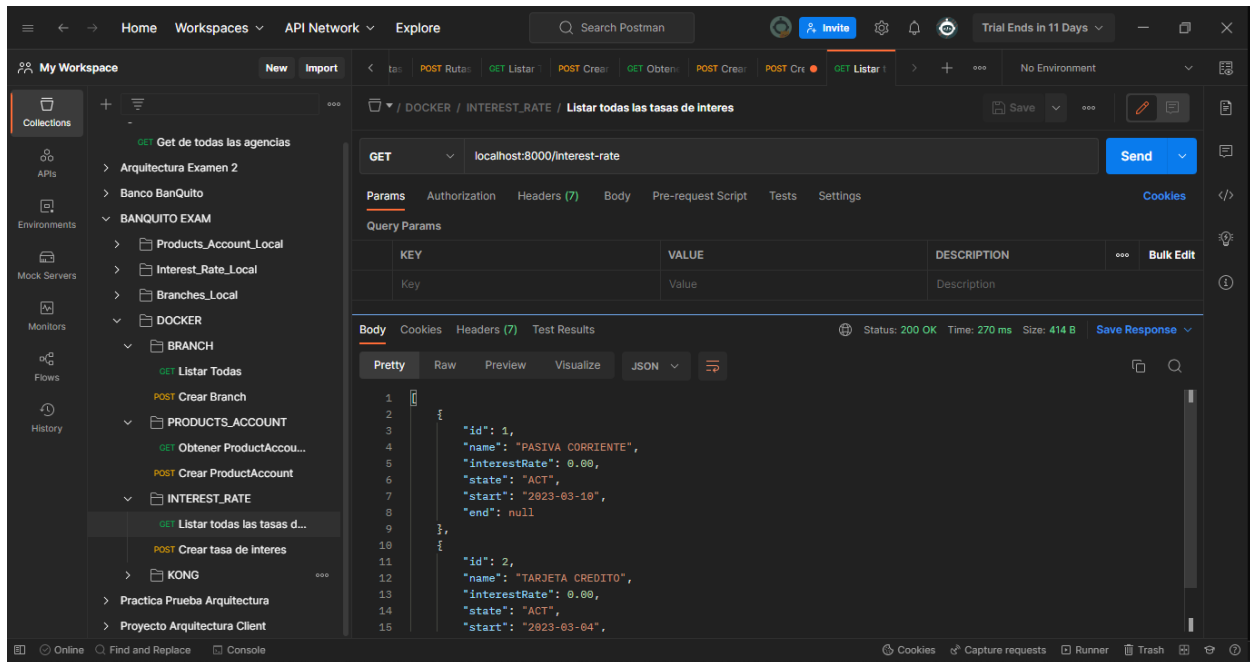 Home Workspaces API Network Explore Search Postman Invite Trial Ends in 11 Days
My Workspace New Import tas POST Rutas GET Listar POST Crear GET Obten POST Crear POST Cre GET Listar No Environment
Collections
APIs
Environments
Mock Servers
Monitors
Flows
History
GET Get de todas las agencias
Arquitectura Examen 2
Banco BanQuito
BANQUITO EXAM
Products_Account_Local
Interest_Rate_Local
Branches_Local
DOCKER
BRANCH
GET Listar Todas
POST Crear Branch
PRODUCTS_ACCOUNT
GET Obtener ProductAccou...
POST Crear ProductAccount
INTEREST_RATE
GET Listar todas las tasas d...
POST Crear tasa de interes
KONG
Practica Prueba Arquitectura
Proyecto Arquitectura Client
/ DOCKER / INTEREST_RATE / Listar todas las tasas de interes Save
GET localhost:8000/interest-rate Send
Params Authorization Headers (7) Body Pre-request Script Tests Settings Cookies
Query Params
KEY VALUE DESCRIPTION Bulk Edit
Key Value Description
Body Cookies Headers (7) Test Results Status: 200 OK Time: 270 ms Size: 414 B Save Response
Pretty Raw Preview Visualize JSON
1 [
2 {
3 "id": 1,
4 "name": "PASIVA CORRIENTE",
5 "interestRate": 0.00,
6 "state": "ACT",
7 "start": "2023-03-10",
8 "end": null
9 },
10 {
11 "id": 2,
12 "name": "TARJETA CREDITO",
13 "interestRate": 0.00,
14 "state": "ACT",
15 "start": "2023-03-04",
Online Find and Replace Console Cookies Capture requests Runner Trash